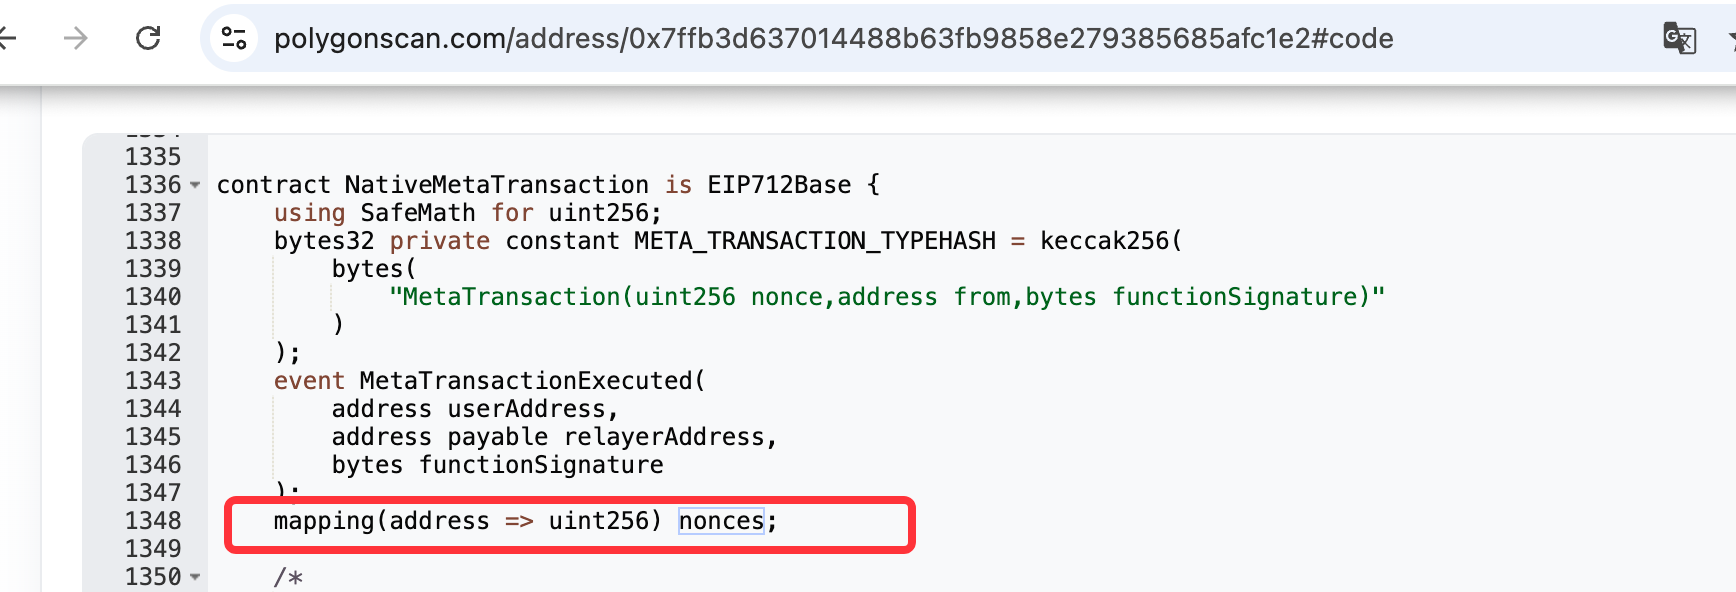 polygonscan.com/address/0x7ffb3d637014488b63fb9858e279385685afc1e2#code
1335
1336 contract NativeMetaTransaction is EIP712Base {
1337 using SafeMath for uint256;
1338 bytes32 private constant META_TRANSACTION_TYPEHASH = keccak256(
1339 bytes(
1340 "MetaTransaction(uint256 nonce,address from,bytes functionSignature)"
1341 )
1342 );
1343 event MetaTransactionExecuted(
1344 address userAddress,
1345 address payable relayerAddress,
1346 bytes functionSignature
1347 );
1348 mapping(address => uint256) nonces;
1349
1350 /*